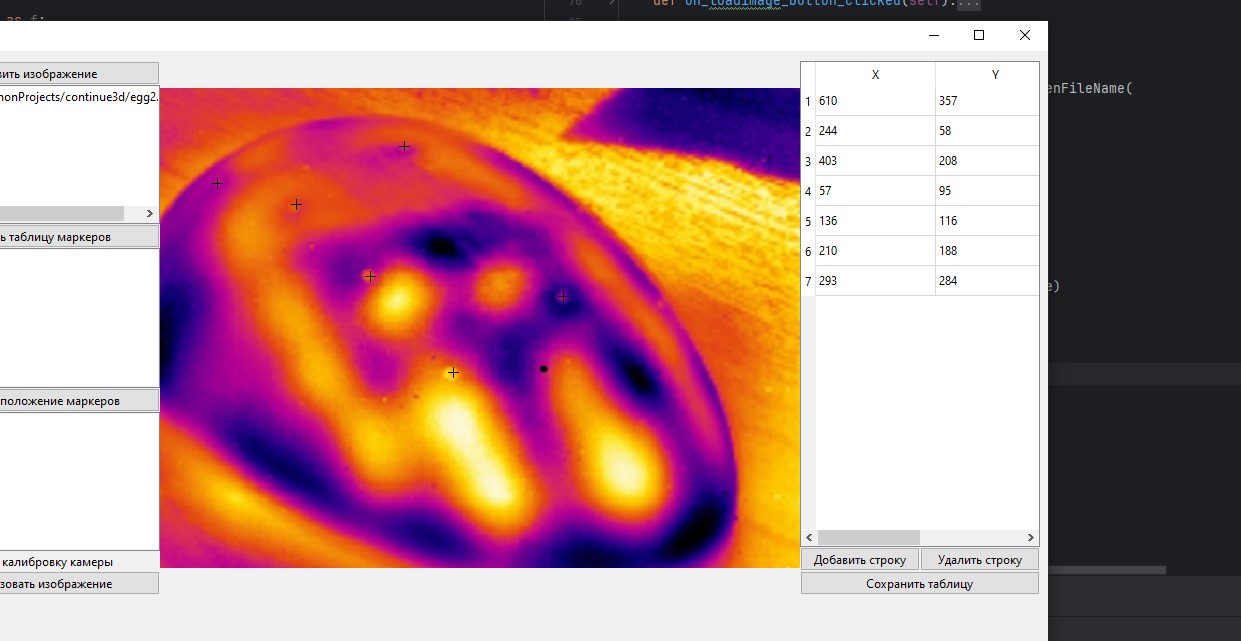 def on_loadimage_button_clicked(self):...
as f:
вить изображение
nonProjects/continue3d/egg2.
enFileName(
X Y
1 610 357
2 244 58
3 403 208
4 57 95
5 136 116
6 210 188
7 293 284
ь таблицу маркеров
e)
положение маркеров
калибровку камеры
зовать изображение
Добавить строку Удалить строку
Сохранить таблицу